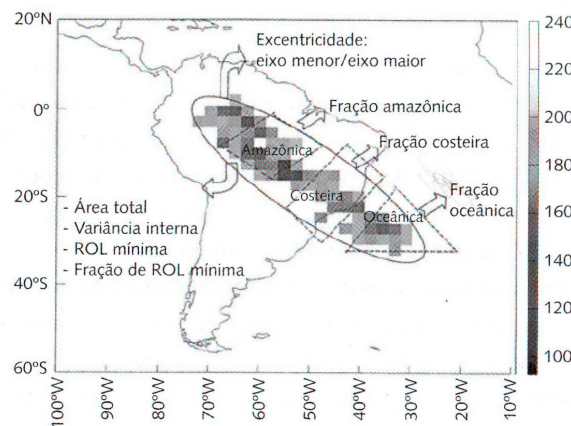 20°N
0°
20°S
40°S
60°S
100°W
90°W
80°W
70°W
60°W
50°W
40°W
30°W
20°W
10°W
240
220
200
180
160
140
120
100
Excentricidade:
eixo menor/eixo maior
Fração amazônica
Fração costeira
Fração
oceânica
Amazônica
Costeira
Oceânica
- Área total
- Variância interna
- ROL mínima
- Fração de ROL mínima